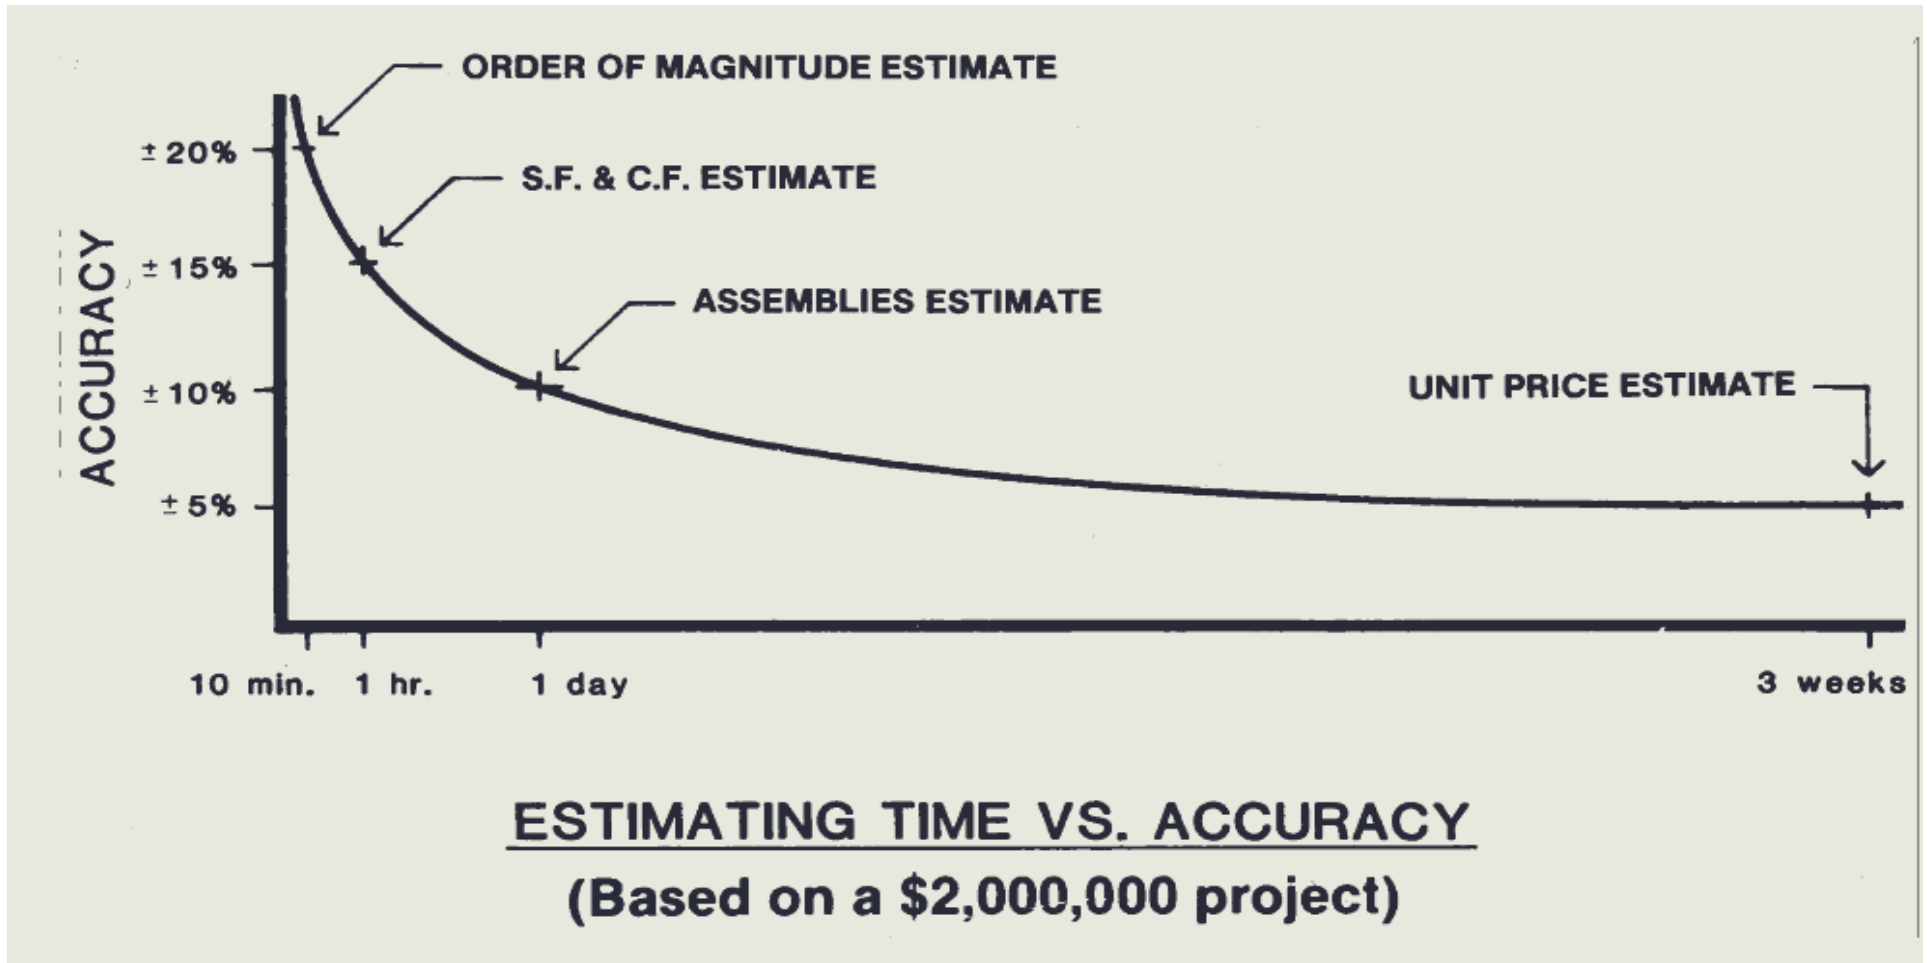 ORDER OF MAGNITUDE ESTIMATE
± 20%
S.F. & C.F. ESTIMATE
± 15%
ASSEMBLIES ESTIMATE
± 10%
UNIT PRICE ESTIMATE
± 5%
ACCURACY
10 min. 1 hr. 1 day 3 weeks
ESTIMATING TIME VS. ACCURACY
(Based on a $2,000,000 project)